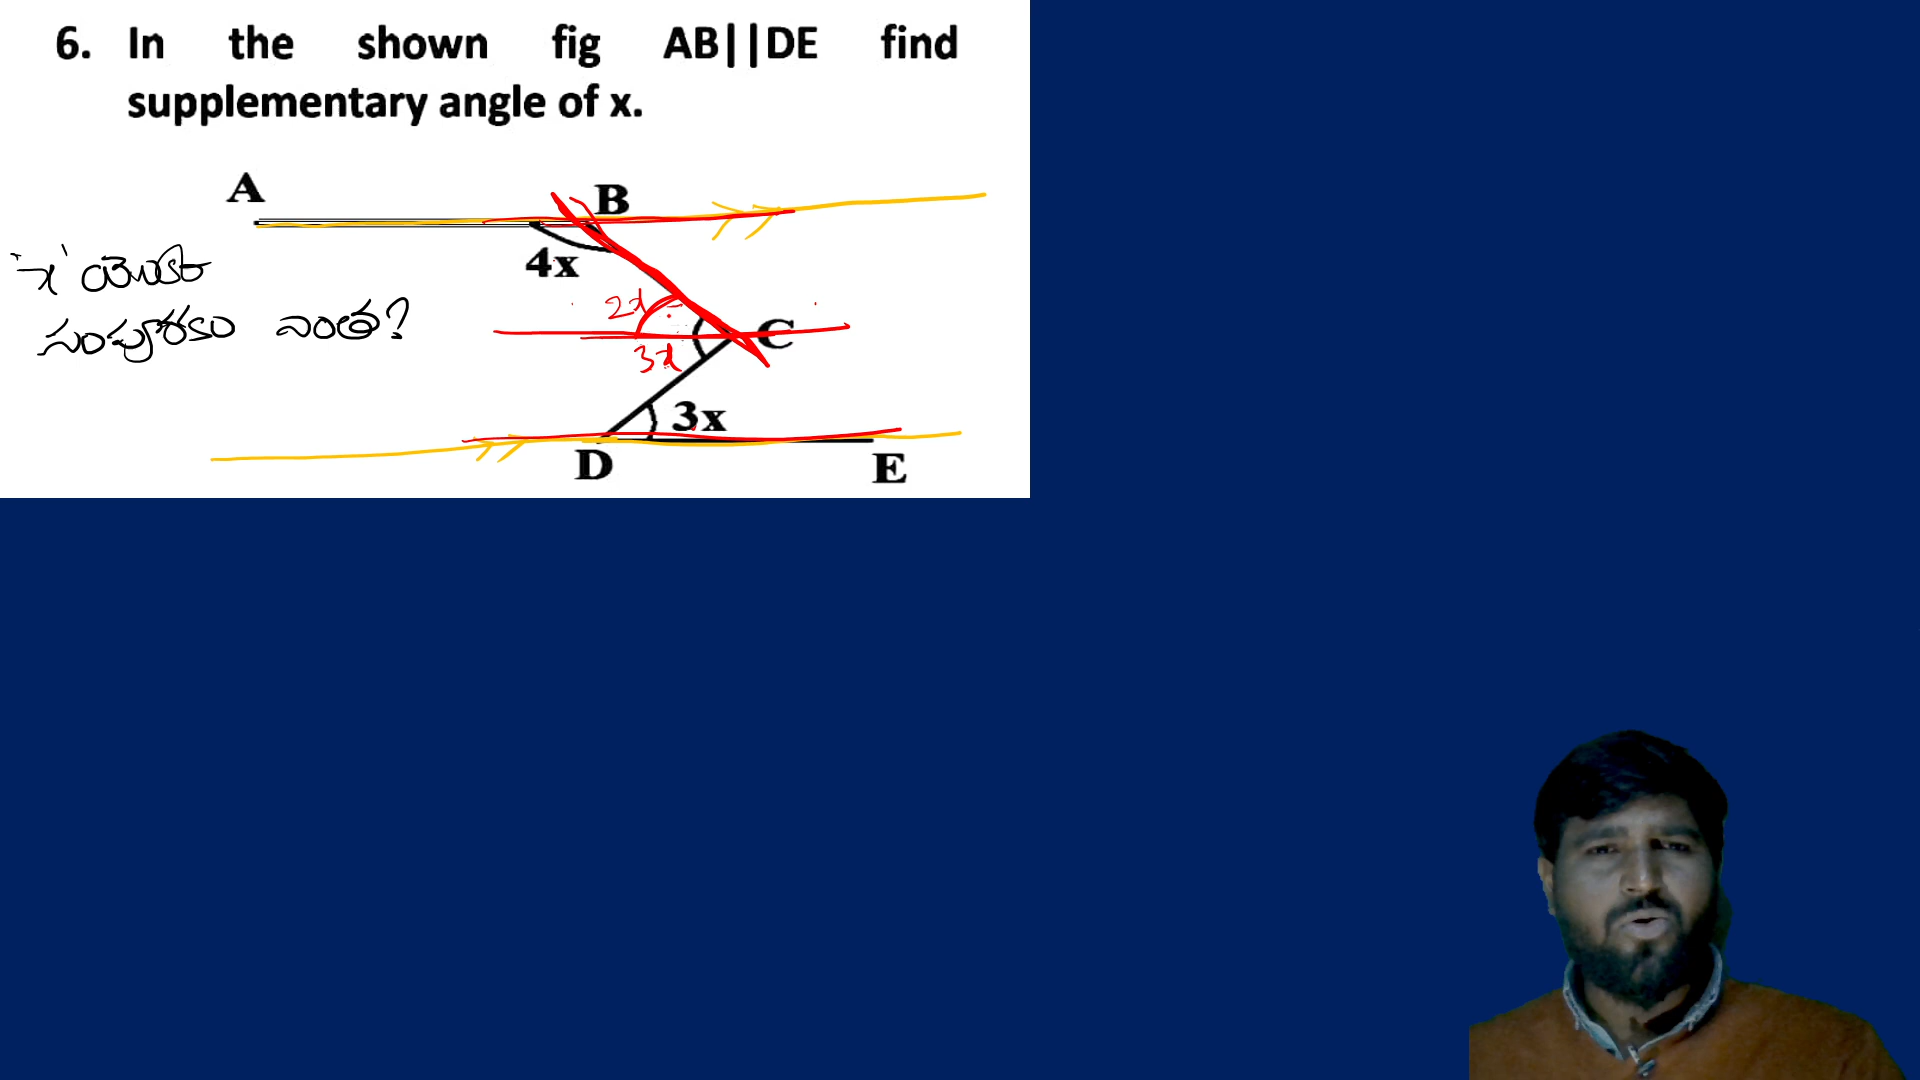 6. In the shown fig AB||DE find
supplementary angle of x.
A
B
4x
'x' యొక్క
సంపూరకం ఎంత?
2x
C
3x
3x
D
E